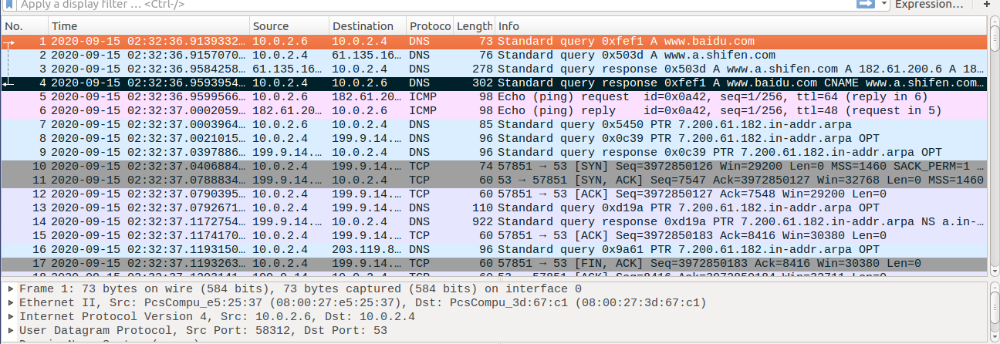 Apply a display filter … <Ctrl-/> Expression… +
No. Time Source Destination Protoco Length Info
1 2020-09-15 02:32:36.9139332… 10.0.2.6 10.0.2.4 DNS 73 Standard query 0xfef1 A www.baidu.com
2 2020-09-15 02:32:36.9157070… 10.0.2.4 61.135.16… DNS 76 Standard query 0x503d A www.a.shifen.com
3 2020-09-15 02:32:36.9584258… 61.135.16… 10.0.2.4 DNS 278 Standard query response 0x503d A www.a.shifen.com A 182.61.200.6 A 18…
4 2020-09-15 02:32:36.9593954… 10.0.2.4 10.0.2.6 DNS 302 Standard query response 0xfef1 A www.baidu.com CNAME www.a.shifen.com…
5 2020-09-15 02:32:36.9599566… 10.0.2.6 182.61.20… ICMP 98 Echo (ping) request id=0x0a42, seq=1/256, ttl=64 (reply in 6)
6 2020-09-15 02:32:37.0002059… 182.61.20… 10.0.2.6 ICMP 98 Echo (ping) reply id=0x0a42, seq=1/256, ttl=48 (request in 5)
7 2020-09-15 02:32:37.0003964… 10.0.2.6 10.0.2.4 DNS 85 Standard query 0x5450 PTR 7.200.61.182.in-addr.arpa
8 2020-09-15 02:32:37.0021015… 10.0.2.4 199.9.14.… DNS 96 Standard query 0x0c39 PTR 7.200.61.182.in-addr.arpa OPT
9 2020-09-15 02:32:37.0397886… 199.9.14.… 10.0.2.4 DNS 96 Standard query response 0x0c39 PTR 7.200.61.182.in-addr.arpa OPT
10 2020-09-15 02:32:37.0406884… 10.0.2.4 199.9.14.… TCP 74 57851 → 53 [SYN] Seq=3972850126 Win=29200 Len=0 MSS=1460 SACK_PERM=1 …
11 2020-09-15 02:32:37.0788834… 199.9.14.… 10.0.2.4 TCP 60 53 → 57851 [SYN, ACK] Seq=7547 Ack=3972850127 Win=32768 Len=0 MSS=1460
12 2020-09-15 02:32:37.0790395… 10.0.2.4 199.9.14.… TCP 60 57851 → 53 [ACK] Seq=3972850127 Ack=7548 Win=29200 Len=0
13 2020-09-15 02:32:37.0792671… 10.0.2.4 199.9.14.… DNS 110 Standard query 0xd19a PTR 7.200.61.182.in-addr.arpa OPT
14 2020-09-15 02:32:37.1172754… 199.9.14.… 10.0.2.4 DNS 922 Standard query response 0xd19a PTR 7.200.61.182.in-addr.arpa NS a.in-…
15 2020-09-15 02:32:37.1174170… 10.0.2.4 199.9.14.… TCP 60 57851 → 53 [ACK] Seq=3972850183 Ack=8416 Win=30380 Len=0
16 2020-09-15 02:32:37.1193150… 10.0.2.4 203.119.8… DNS 96 Standard query 0x9a61 PTR 7.200.61.182.in-addr.arpa OPT
17 2020-09-15 02:32:37.1193263… 10.0.2.4 199.9.14.… TCP 60 57851 → 53 [FIN, ACK] Seq=3972850183 Ack=8416 Win=30380 Len=0
Frame 1: 73 bytes on wire (584 bits), 73 bytes captured (584 bits) on interface 0
Ethernet II, Src: PcsCompu_e5:25:37 (08:00:27:e5:25:37), Dst: PcsCompu_3d:67:c1 (08:00:27:3d:67:c1)
Internet Protocol Version 4, Src: 10.0.2.6, Dst: 10.0.2.4
User Datagram Protocol, Src Port: 58312, Dst Port: 53